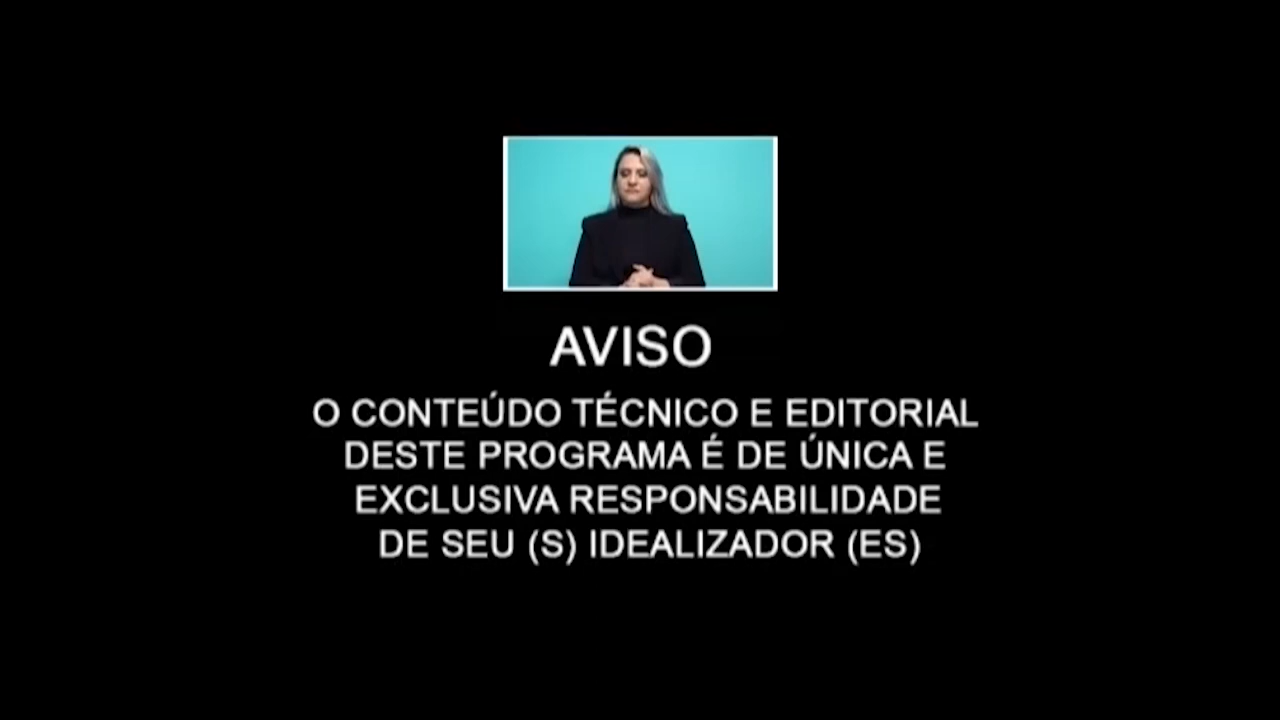 AVISO
O CONTEÚDO TÉCNICO E EDITORIAL
DESTE PROGRAMA É DE ÚNICA E
EXCLUSIVA RESPONSABILIDADE
DE SEU (S) IDEALIZADOR (ES)